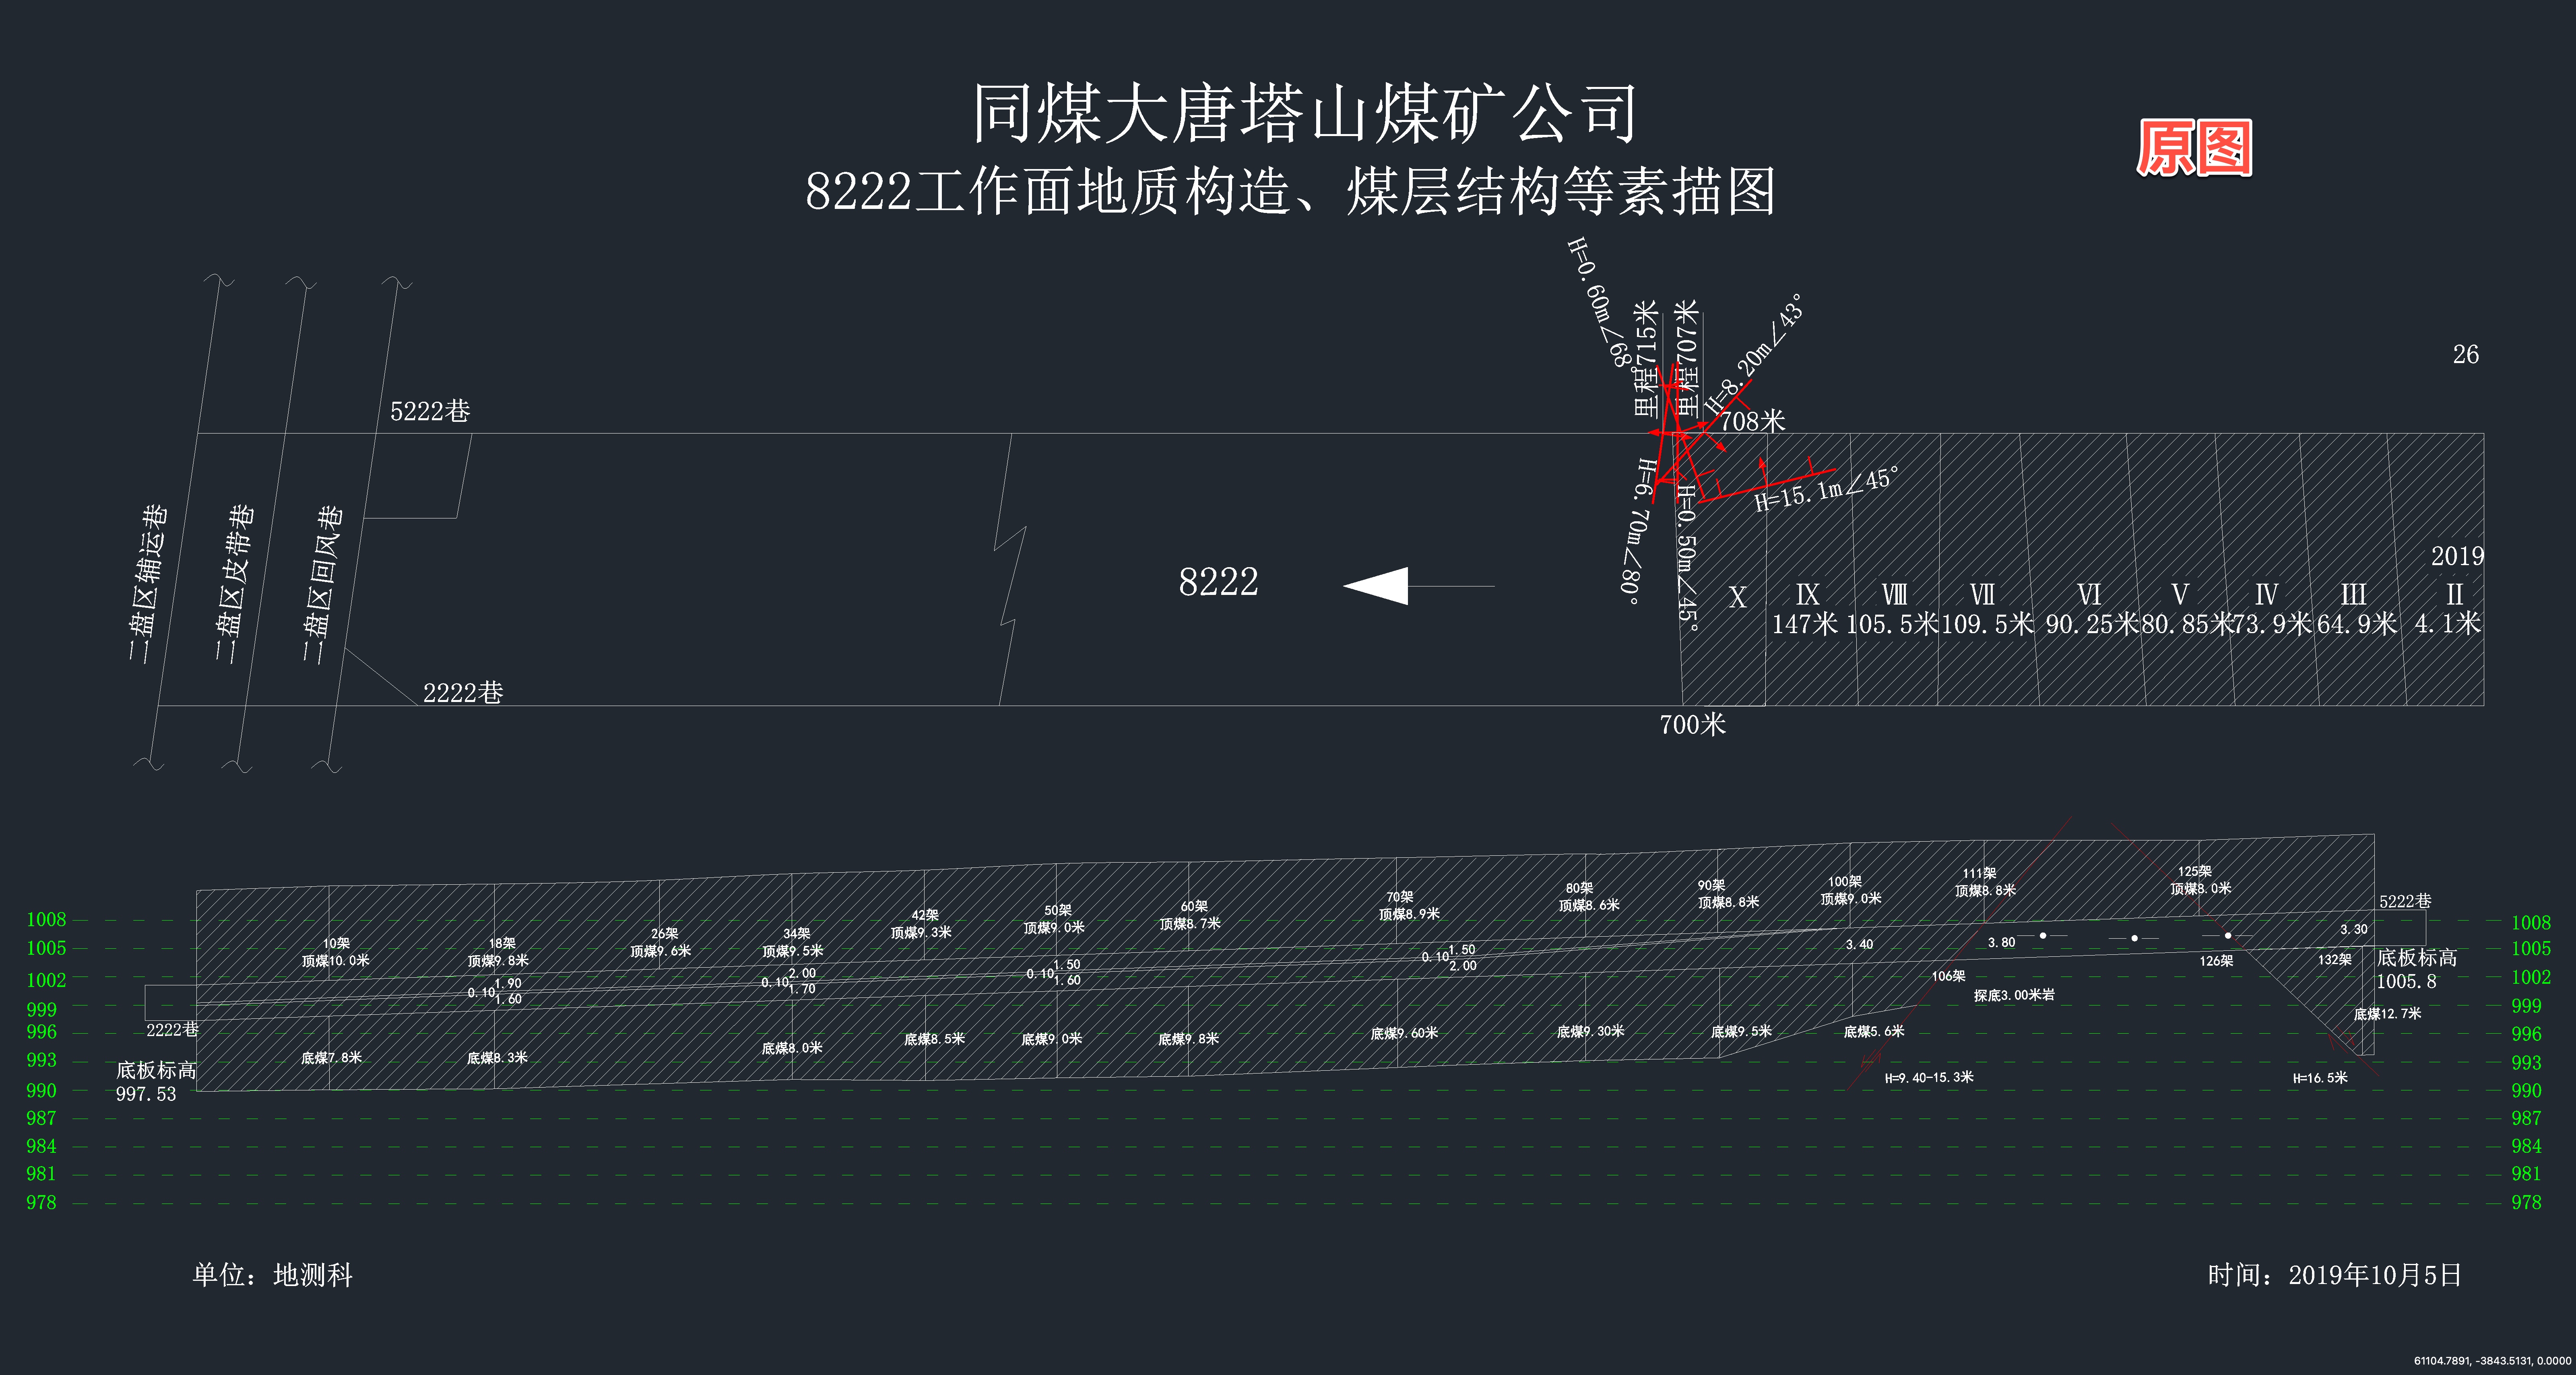 同煤大唐塔山煤矿公司
原图
8222工作面地质构造、煤层结构等素描图
H=0.60m∠68°
里程715米
里程707米
H=8.20m∠43°
26
5222巷
708米
H=15.1m∠45°
H=6.70m∠80°
H=0.50m∠45°
二盘区辅运巷
二盘区皮带巷
二盘区回风巷
8222
2019
Ⅹ
Ⅸ
Ⅷ
Ⅶ
Ⅵ
Ⅴ
Ⅳ
Ⅲ
Ⅱ
147米
105.5米
109.5米
90.25米
80.85米
73.9米
64.9米
4.1米
2222巷
700米
10架
顶煤10.0米
18架
顶煤9.8米
26架
顶煤9.6米
34架
顶煤9.5米
42架
顶煤9.3米
50架
顶煤9.0米
60架
顶煤8.7米
70架
顶煤8.9米
80架
顶煤8.6米
90架
顶煤8.8米
100架
顶煤9.0米
111架
顶煤8.8米
125架
顶煤8.0米
5222巷
1008
1005
1002
999
996
993
990
987
984
981
978
1008
1005
1002
999
996
993
990
987
984
981
978
1.90
0.10
1.60
2.00
0.10
1.70
1.50
0.10
1.60
1.50
0.10
2.00
3.40
3.80
3.30
106架
126架
132架
底板标高
1005.8
探底3.00米岩
2222巷
底板标高
997.53
底煤7.8米
底煤8.3米
底煤8.0米
底煤8.5米
底煤9.0米
底煤9.8米
底煤9.60米
底煤9.30米
底煤9.5米
底煤5.6米
底煤12.7米
H=9.40-15.3米
H=16.5米
单位：地测科
时间：2019年10月5日
61104.7891, -3843.5131, 0.0000